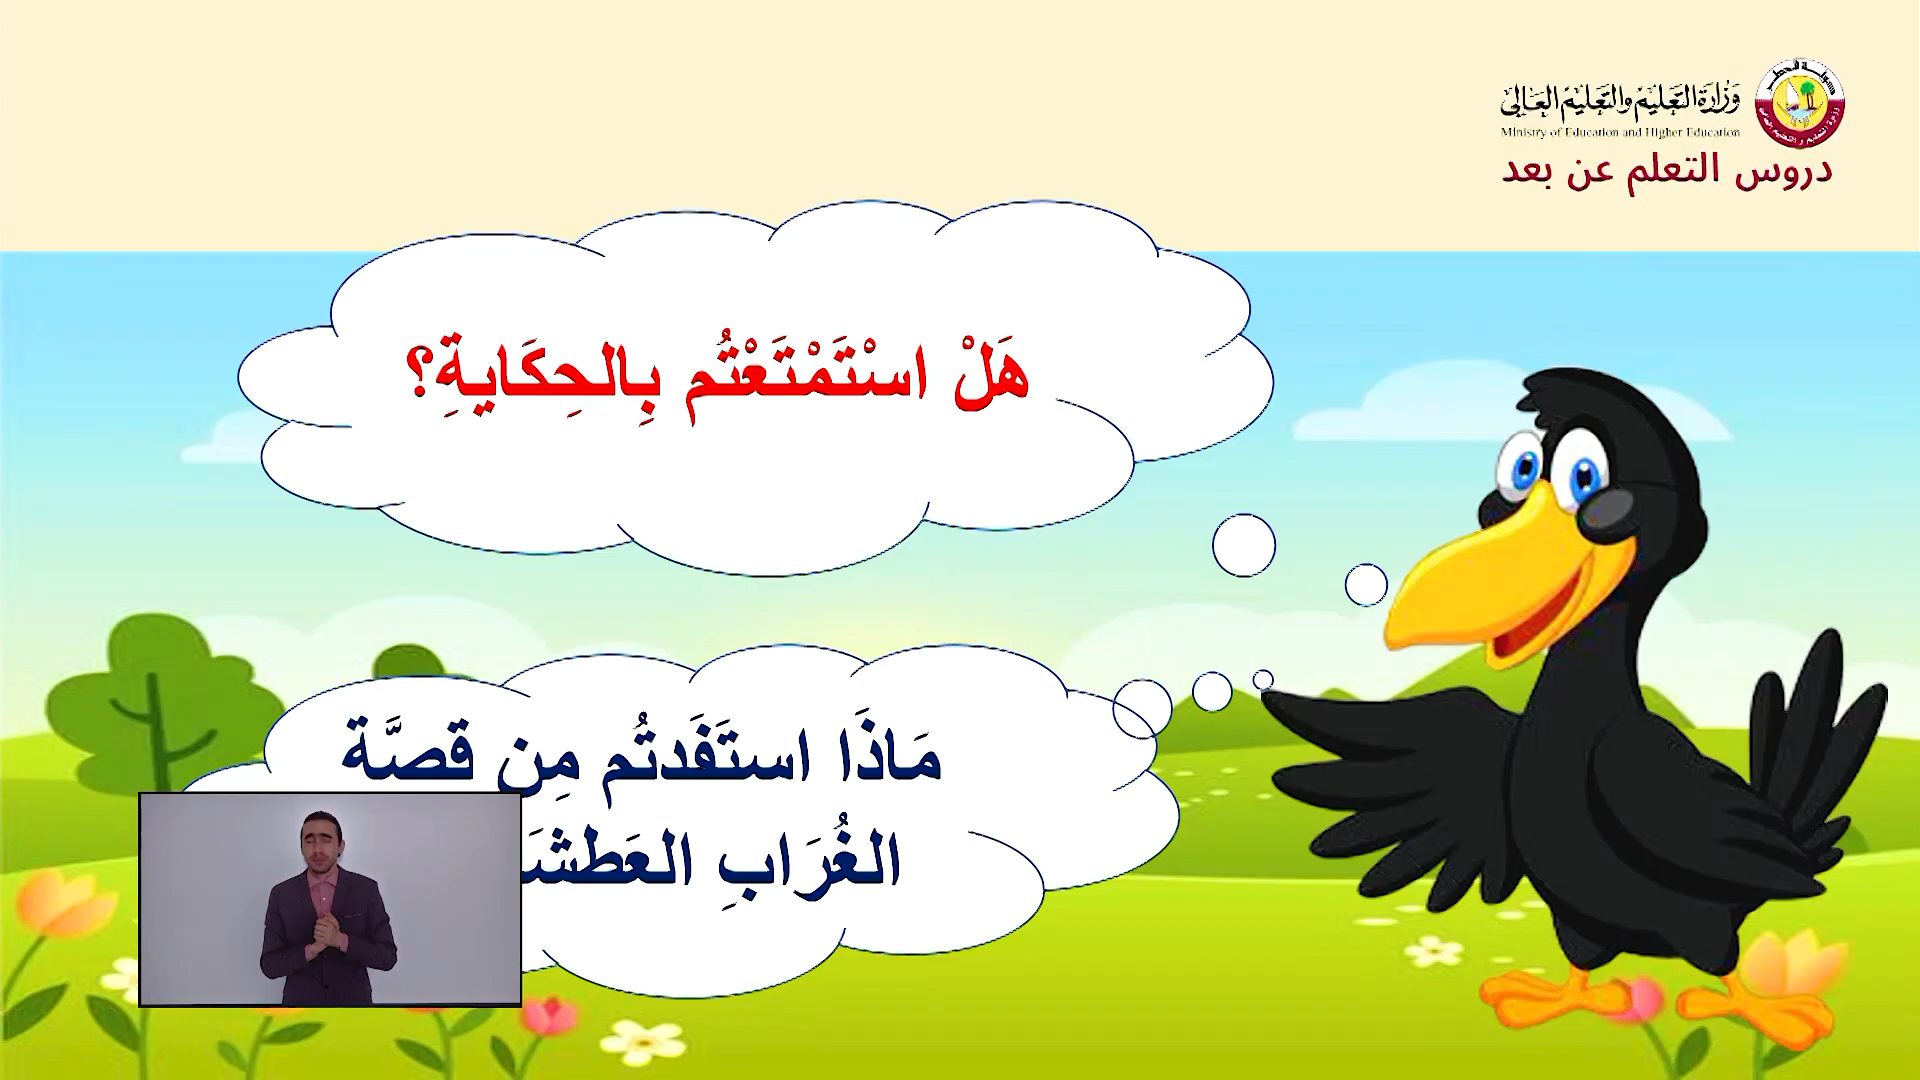 وزارة التعليم والتعليم العالي
Ministry of Education and Higher Education
دروس التعلم عن بعد
هَلْ اسْتَمْتَعْتُم بِالحِكَايةِ؟
مَاذَا استَفَدتُم مِن قصَّة
الغُرَابِ